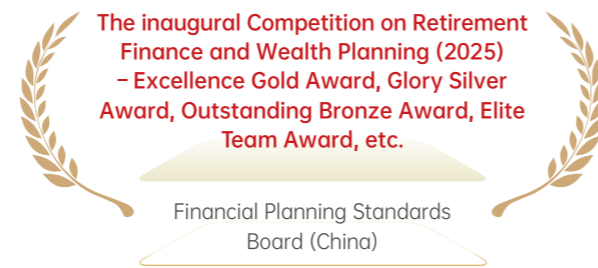 The inaugural Competition on Retirement
Finance and Wealth Planning (2025)
– Excellence Gold Award, Glory Silver
Award, Outstanding Bronze Award, Elite
Team Award, etc.
Financial Planning Standards
Board (China)